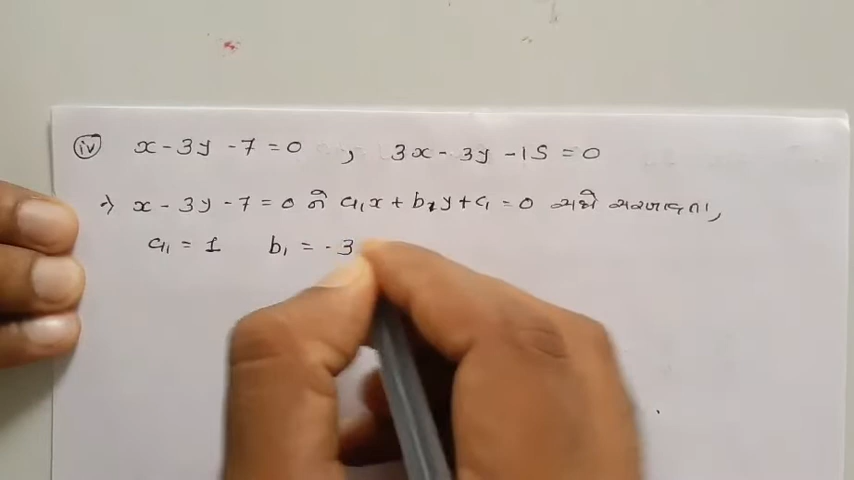 (iv) x - 3y - 7 = 0 , 3x - 3y - 15 = 0
⇒ x - 3y - 7 = 0 ને a₁x + b₁y + c₁ = 0 સાથે સરખાવતા,
a₁ = 1 b₁ = - 3